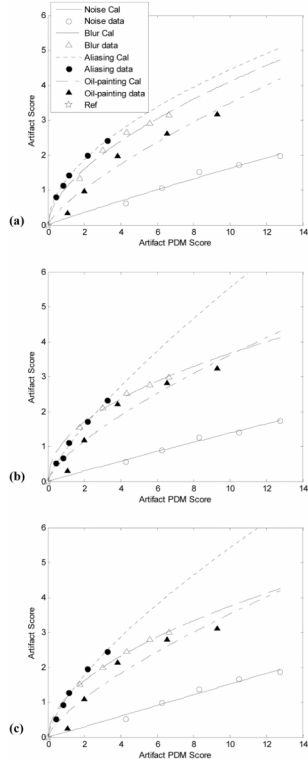 6
5
4
3
2
1
0
Artifact Score
Noise Cal
Noise data
Blur Cal
Blur data
Aliasing Cal
Aliasing data
Oil-painting Cal
Oil-painting data
Ref
(a)
0 2 4 6 8 10 12 14
Artifact PDM Score
6
5
4
3
2
1
0
Artifact Score
(b)
0 2 4 6 8 10 12 14
Artifact PDM Score
6
5
4
3
2
1
0
Artifact Score
(c)
0 2 4 6 8 10 12 14
Artifact PDM Score